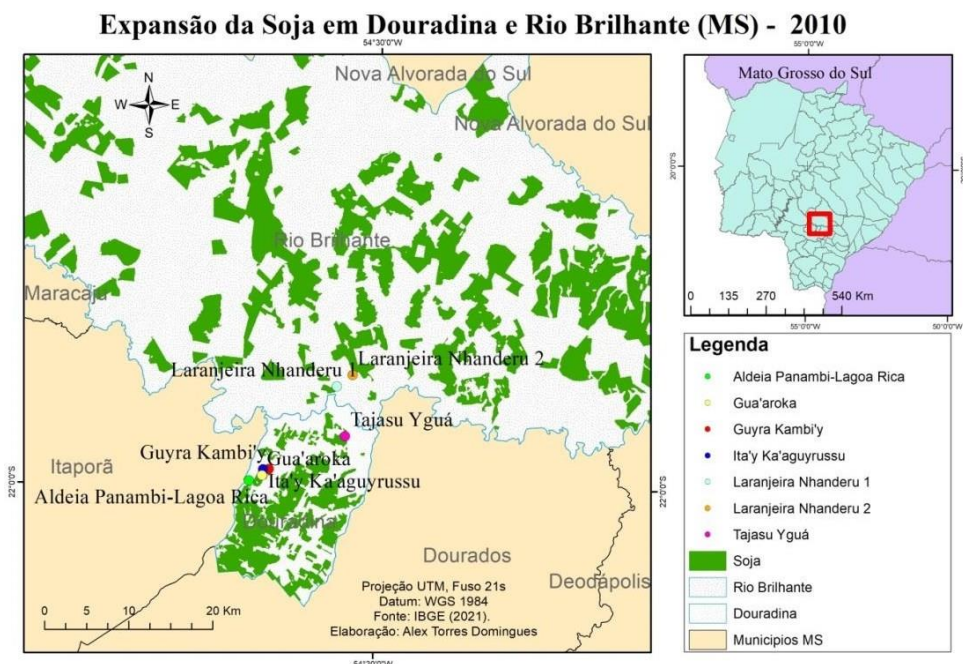 Expansão da Soja em Douradina e Rio Brilhante (MS) - 2010
54°30'0"W
Nova Alvorada do Sul
Nova Alvorada do Sul
N
W
E
S
Rio Brilhante
Maracaju
Laranjeira Nhanderu 1
Laranjeira Nhanderu 2
Tajasu Yguá
Guyra Kambi'y
Gua'aroka
Itaporã
Ita'y Ka'aguyrussu
Aldeia Panambi-Lagoa Rica
22°0'0"S
22°0'0"S
Douradina
Dourados
Deodápolis
Projeção UTM, Fuso 21s
Datum: WGS 1984
Fonte: IBGE (2021).
Elaboração: Alex Torres Domingues
0 5 10 20 Km
54°30'0"W
55°0'0"W
Mato Grosso do Sul
20°0'0"S
0 135 270 540 Km
55°0'0"W
50°0'0"W
Legenda
Aldeia Panambi-Lagoa Rica
Gua'aroka
Guyra Kambi'y
Ita'y Ka'aguyrussu
Laranjeira Nhanderu 1
Laranjeira Nhanderu 2
Tajasu Yguá
Soja
Rio Brilhante
Douradina
Municipios MS